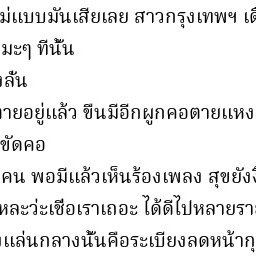 ม่แบบมันเสียเลย สาวกรุงเทพฯ
มะๆ ทีนั้น
ลั่น
ายอยู่แล้ว ขืนมีอีกผูกคอตายแหง
ขัดคอ
คน พอมีแล้วเห็นร้องเพลง สุขยัง
หละว่ะเชื่อเราเถอะ ได้ดีไปหลายรา
แล่นกลางนั้นคือระเบียงลดหน้า